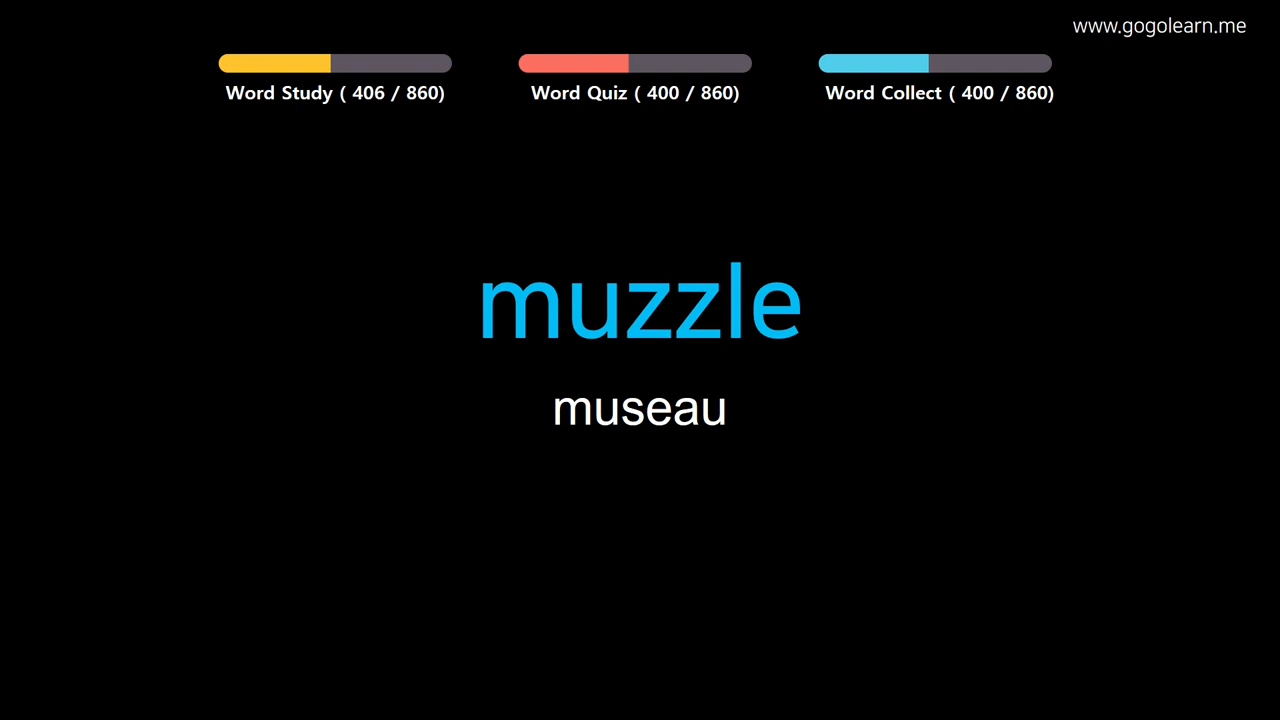 www.gogolearn.me
Word Study ( 406 / 860)
Word Quiz ( 400 / 860)
Word Collect ( 400 / 860)
muzzle
museau